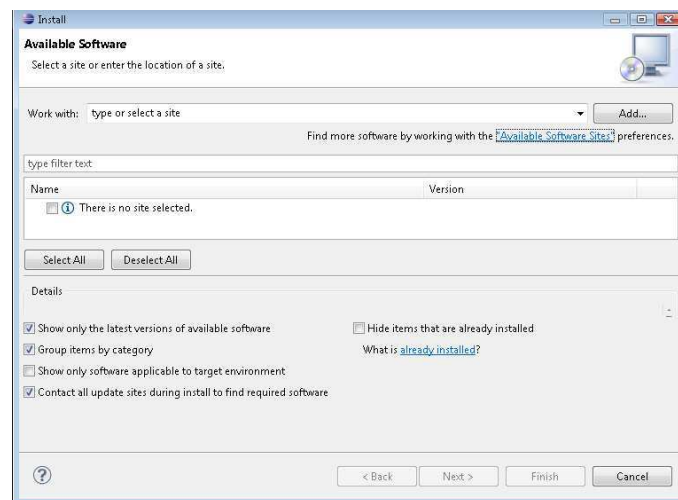 Install
Available Software
Select a site or enter the location of a site.
Work with: type or select a site Add...
Find more software by working with the "Available Software Sites" preferences.
type filter text
Name Version
There is no site selected.
Select All Deselect All
Details
Show only the latest versions of available software Hide items that are already installed
Group items by category What is already installed?
Show only software applicable to target environment
Contact all update sites during install to find required software
? < Back Next > Finish Cancel